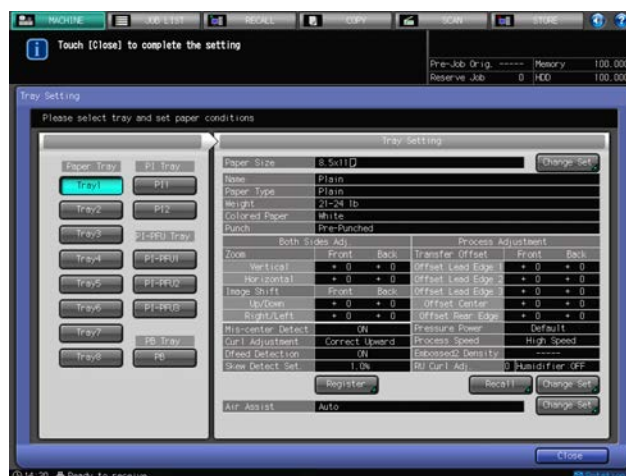 MACHINE JOB LIST RECALL COPY SCAN STORE
Touch [Close] to complete the setting
Pre-Job Orig. ----- Memory 100.000
Reserve Job 0 HDD 100.000
Tray Setting
Please select tray and set paper conditions
Tray Setting
Paper Tray PI Tray
Tray1 PI1
Tray2 PI2
Tray3 PI-PFU Tray
Tray4 PI-PFU1
Tray5 PI-PFU2
Tray6 PI-PFU3
Tray7 PB Tray
Tray8 PB
Paper Size 8.5x11 Change Set
Name Plain
Paper Type Plain
Weight 21-24 lb
Colored Paper White
Punch Pre-Punched
Both Sides Adj. Process Adjustment
Zoom Front Back Transfer Offset Front Back
Vertical + 0 + 0 Offset Lead Edge 1 + 0 + 0
Horizontal + 0 + 0 Offset Lead Edge 2 + 0 + 0
Image Shift Front Back Offset Lead Edge 3 + 0 + 0
Up/Down + 0 + 0 Offset Center + 0 + 0
Right/Left + 0 + 0 Offset Rear Edge + 0 + 0
Mis-center Detect ON Pressure Power Default
Curl Adjustment Correct Upward Process Speed High Speed
Dfeed Detection ON Embossed2 Density -----
Skew Detect Set. 1.0% RU Curl Adj. 0 Humidifier OFF
Register Recall Change Set
Air Assist Auto Change Set
Close
14:20 Ready to receive